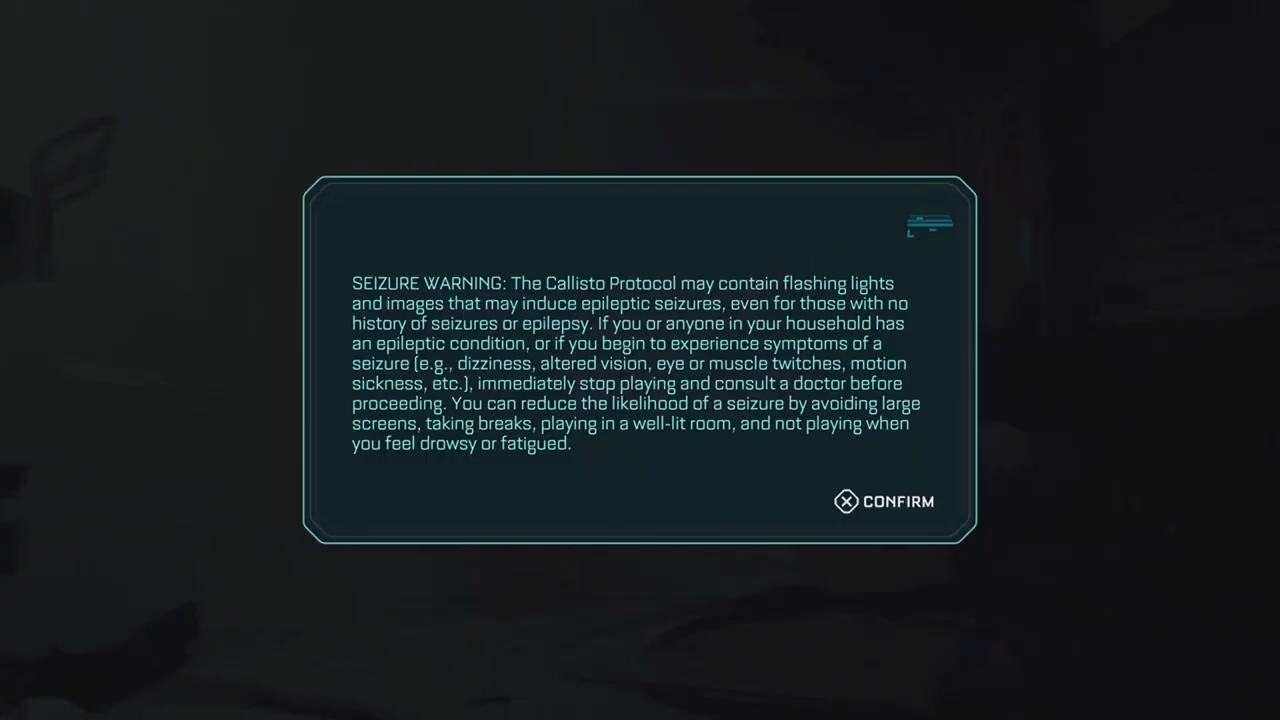 SEIZURE WARNING: The Callisto Protocol may contain flashing lights
and images that may induce epileptic seizures, even for those with no
history of seizures or epilepsy. If you or anyone in your household has
an epileptic condition, or if you begin to experience symptoms of a
seizure (e.g., dizziness, altered vision, eye or muscle twitches, motion
sickness, etc.), immediately stop playing and consult a doctor before
proceeding. You can reduce the likelihood of a seizure by avoiding large
screens, taking breaks, playing in a well-lit room, and not playing when
you feel drowsy or fatigued.
CONFIRM